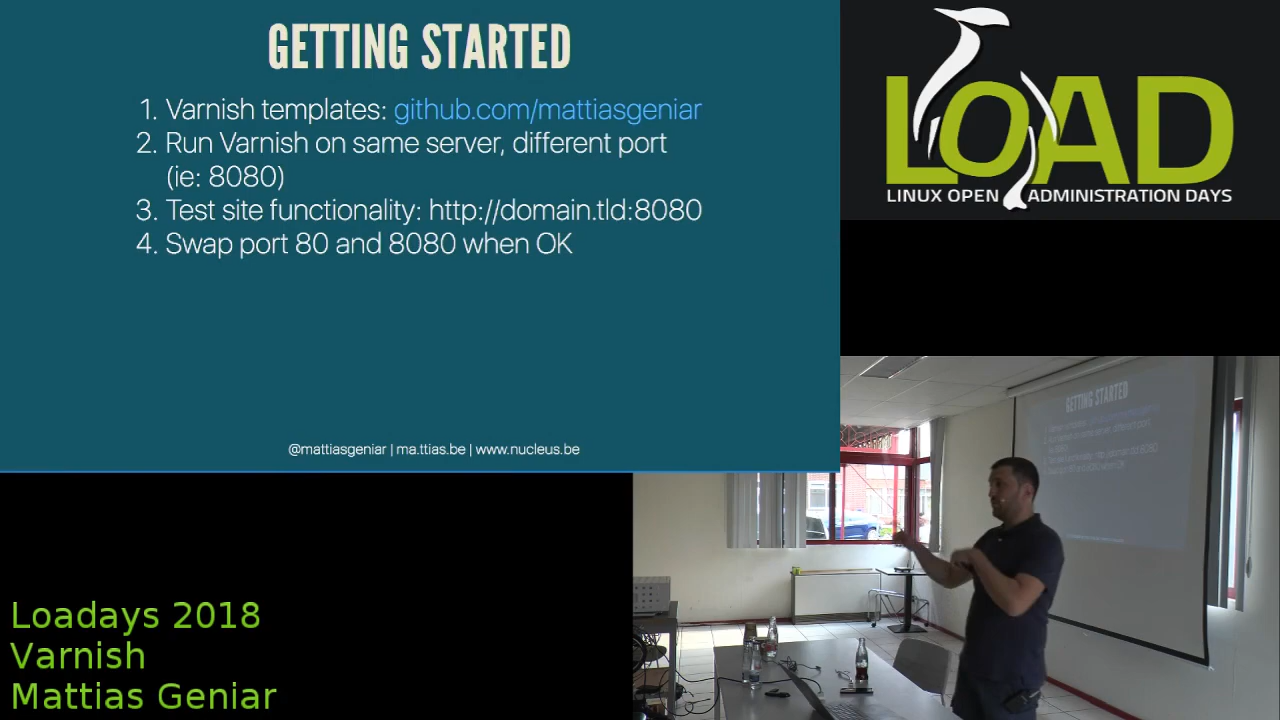 GETTING STARTED
1. Varnish templates: github.com/mattiasgeniar
2. Run Varnish on same server, different port
(ie: 8080)
3. Test site functionality: http://domain.tld:8080
4. Swap port 80 and 8080 when OK
@mattiasgeniar | ma.ttias.be | www.nucleus.be
LOAD
LINUX OPEN ADMINISTRATION DAYS
GETTING STARTED
Loadays 2018
Varnish
Mattias Geniar